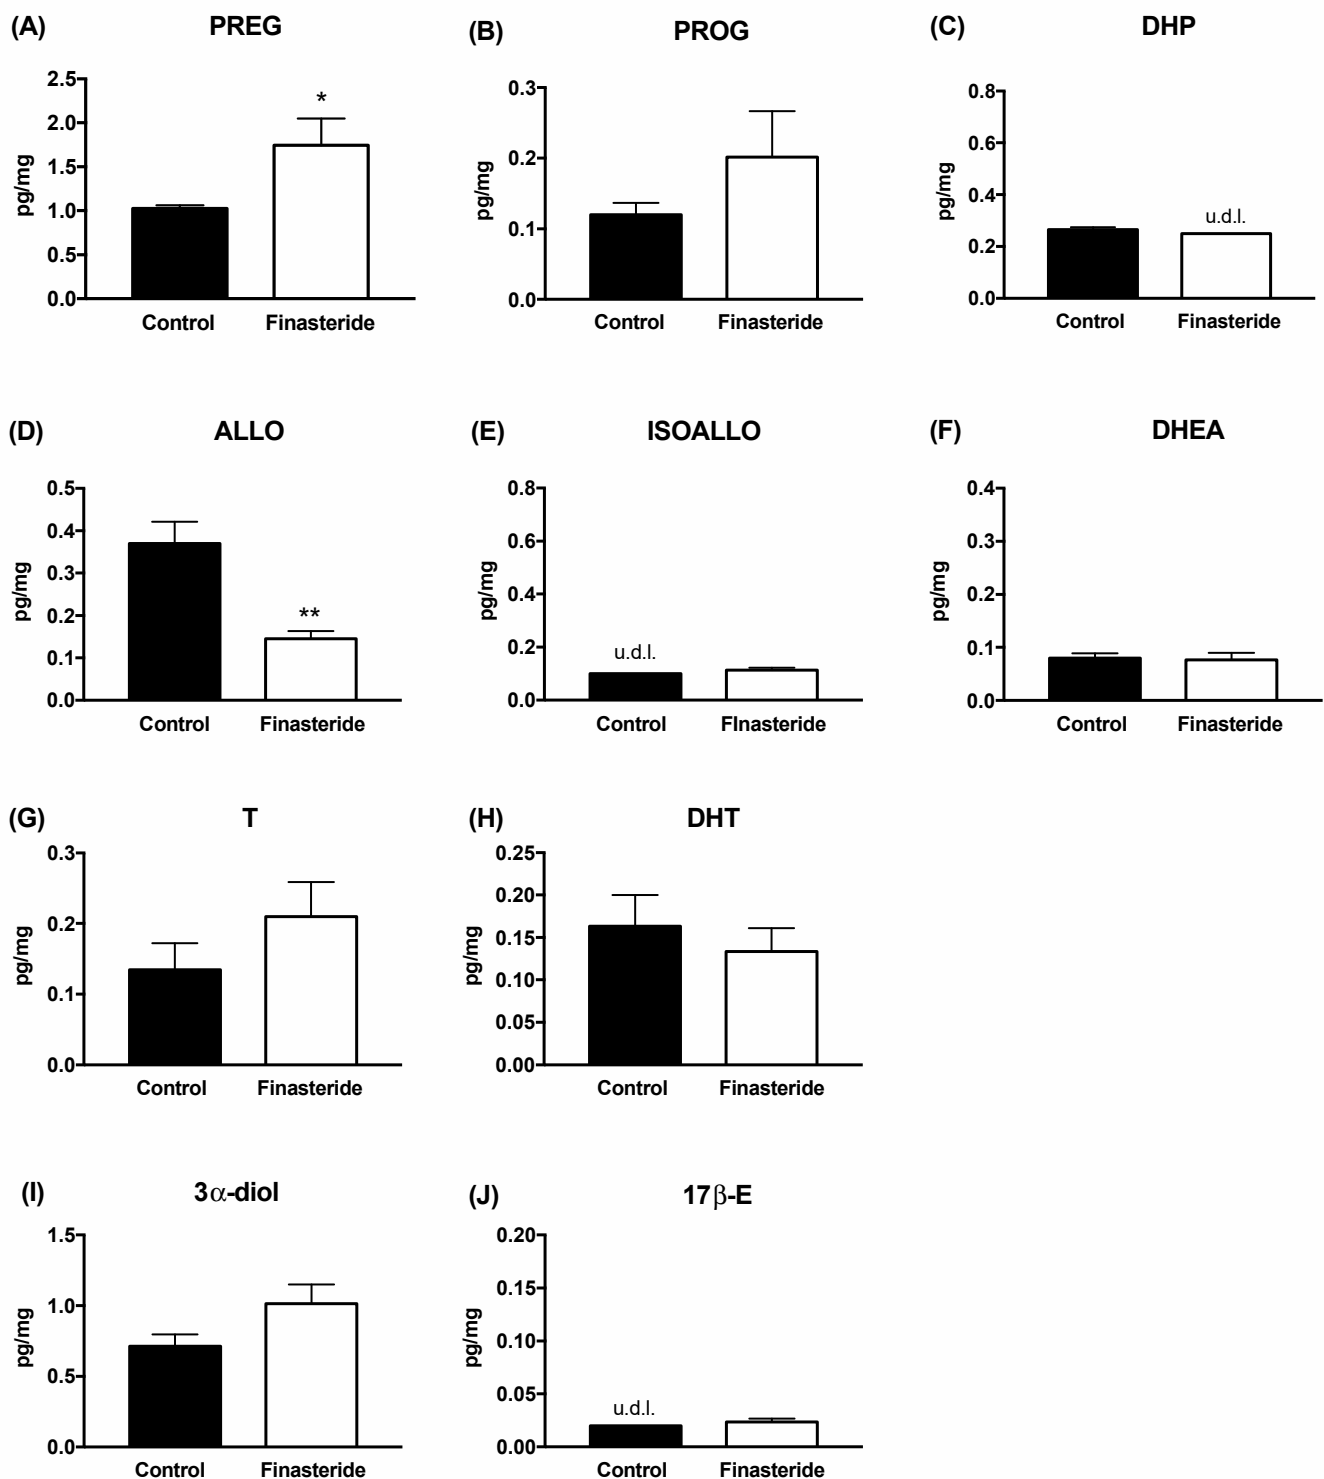 (A) PREG
2.5
2.0
1.5
1.0
0.5
0.0
pg/mg
*
Control Finasteride
(B) PROG
0.3
0.2
0.1
0.0
pg/mg
Control Finasteride
(C) DHP
0.8
0.6
0.4
0.2
0.0
pg/mg
u.d.l.
Control Finasteride
(D) ALLO
0.5
0.4
0.3
0.2
0.1
0.0
pg/mg
**
Control Finasteride
(E) ISOALLO
0.8
0.6
0.4
0.2
0.0
pg/mg
u.d.l.
Control FInasteride
(F) DHEA
0.4
0.3
0.2
0.1
0.0
pg/mg
Control Finasteride
(G) T
0.3
0.2
0.1
0.0
pg/mg
Control Finasteride
(H) DHT
0.25
0.20
0.15
0.10
0.05
0.00
pg/mg
Control Finasteride
(I) 3α-diol
1.5
1.0
0.5
0.0
pg/mg
Control Finasteride
(J) 17β-E
0.20
0.15
0.10
0.05
0.00
pg/mg
u.d.l.
Control Finasteride